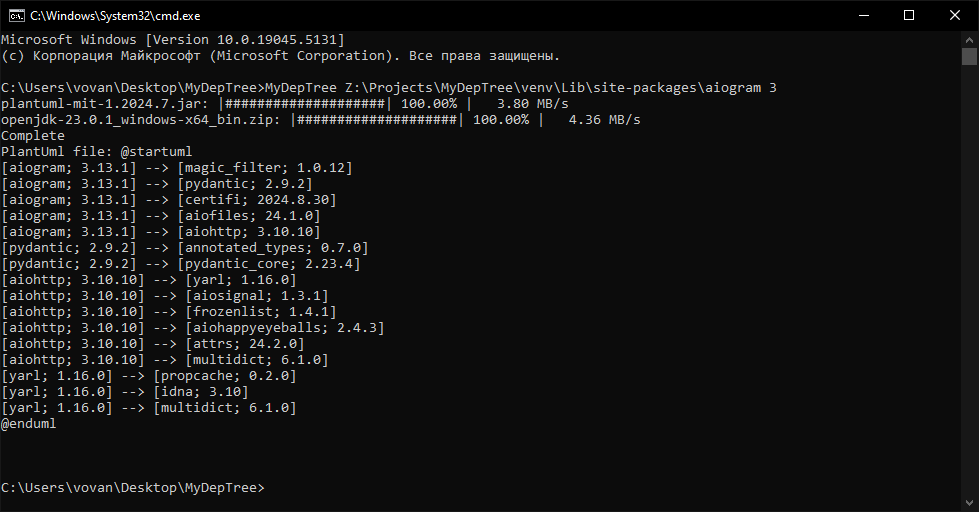 C:\Windows\System32\cmd.exe
Microsoft Windows [Version 10.0.19045.5131]
(c) Корпорация Майкрософт (Microsoft Corporation). Все права защищены.
C:\Users\vovan\Desktop\MyDepTree>MyDepTree Z:\Projects\MyDepTree\venv\Lib\site-packages\aiogram 3
plantuml-mit-1.2024.7.jar: |####################| 100.00% |   3.80 MB/s
openjdk-23.0.1_windows-x64_bin.zip: |####################| 100.00% |   4.36 MB/s
Complete
PlantUml file: @startuml
[aiogram; 3.13.1] --> [magic_filter; 1.0.12]
[aiogram; 3.13.1] --> [pydantic; 2.9.2]
[aiogram; 3.13.1] --> [certifi; 2024.8.30]
[aiogram; 3.13.1] --> [aiofiles; 24.1.0]
[aiogram; 3.13.1] --> [aiohttp; 3.10.10]
[pydantic; 2.9.2] --> [annotated_types; 0.7.0]
[pydantic; 2.9.2] --> [pydantic_core; 2.23.4]
[aiohttp; 3.10.10] --> [yarl; 1.16.0]
[aiohttp; 3.10.10] --> [aiosignal; 1.3.1]
[aiohttp; 3.10.10] --> [frozenlist; 1.4.1]
[aiohttp; 3.10.10] --> [aiohappyeyeballs; 2.4.3]
[aiohttp; 3.10.10] --> [attrs; 24.2.0]
[aiohttp; 3.10.10] --> [multidict; 6.1.0]
[yarl; 1.16.0] --> [propcache; 0.2.0]
[yarl; 1.16.0] --> [idna; 3.10]
[yarl; 1.16.0] --> [multidict; 6.1.0]
@enduml
C:\Users\vovan\Desktop\MyDepTree>